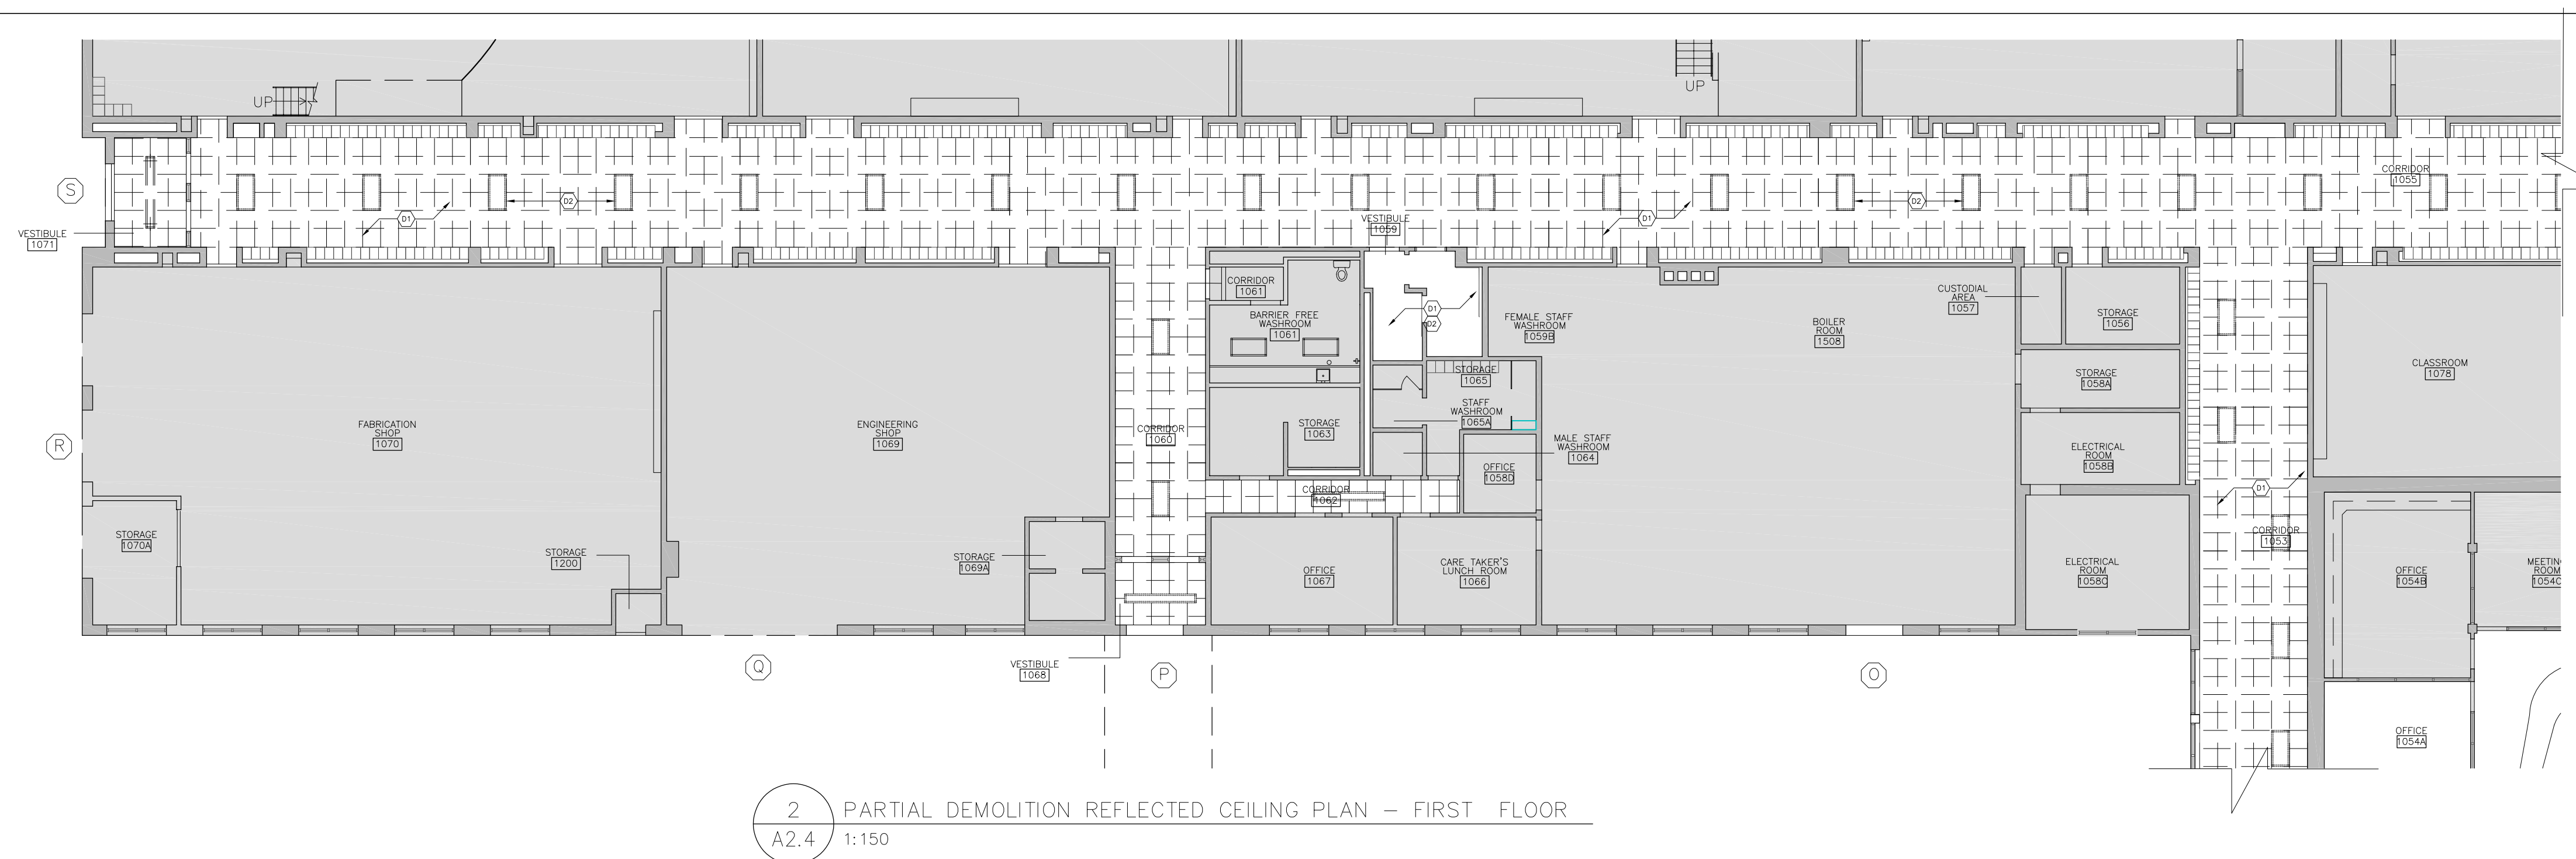 UP
UP
S
D1
D2
D1
D2
CORRIDOR
1055
VESTIBULE
1071
VESTIBULE
1059
CORRIDOR
1061
BARRIER FREE
WASHROOM
1061
D1
D2
FEMALE STAFF
WASHROOM
1059B
BOILER
ROOM
1508
CUSTODIAL
AREA
1057
STORAGE
1056
STORAGE
1058A
CLASSROOM
1078
STORAGE
1065
STAFF
WASHROOM
1065A
R
FABRICATION
SHOP
1070
ENGINEERING
SHOP
1069
CORRIDOR
1060
STORAGE
1063
MALE STAFF
WASHROOM
1064
OFFICE
1058D
ELECTRICAL
ROOM
1058B
D1
CORRIDOR
1062
CORRIDOR
1053
STORAGE
1070A
STORAGE
1200
STORAGE
1069A
OFFICE
1067
CARE TAKER'S
LUNCH ROOM
1066
ELECTRICAL
ROOM
1058C
OFFICE
1054B
MEETIN
ROOM
1054C
Q
VESTIBULE
1068
P
O
OFFICE
1054A
2
A2.4
PARTIAL DEMOLITION REFLECTED CEILING PLAN – FIRST FLOOR
1:150